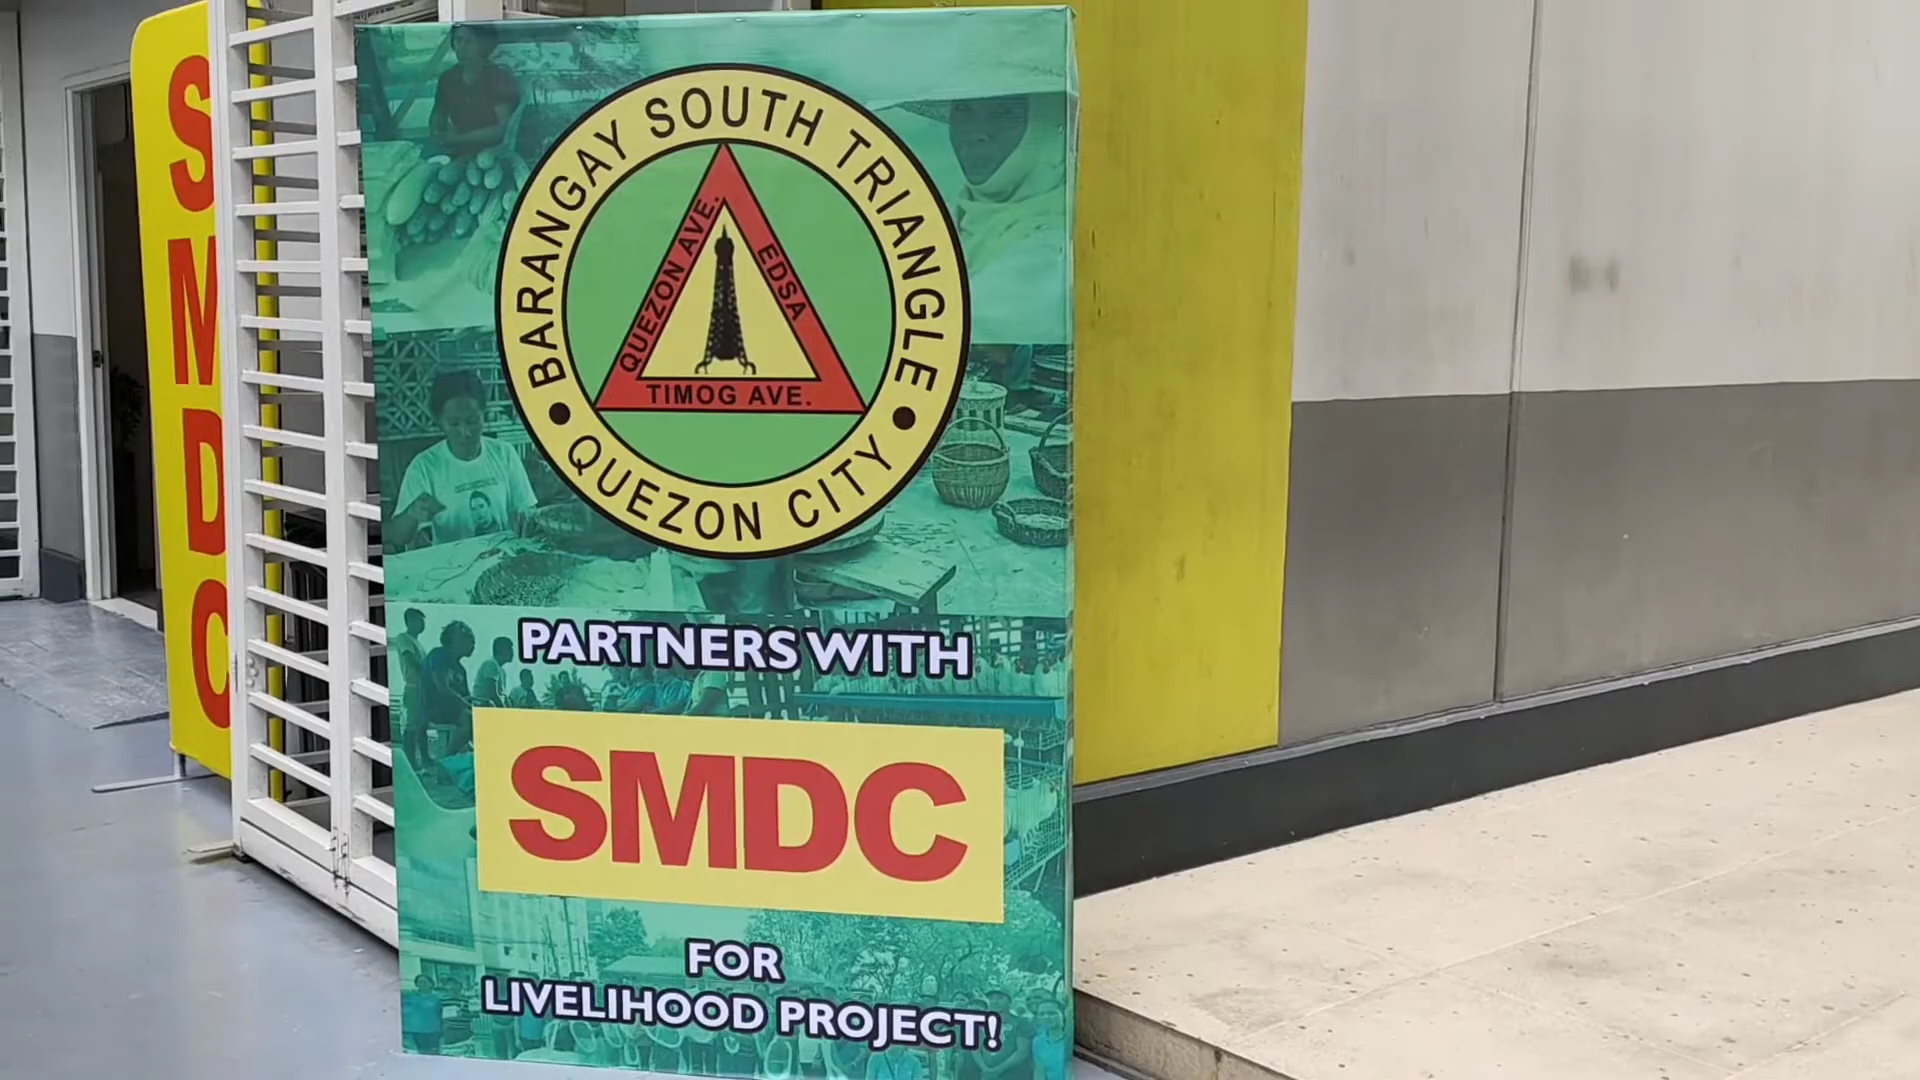 SMDC
BARANGAY SOUTH TRIANGLE
QUEZON AVE.
EDSA
TIMOG AVE.
QUEZON CITY
PARTNERS WITH
SMDC
FOR
LIVELIHOOD PROJECT!